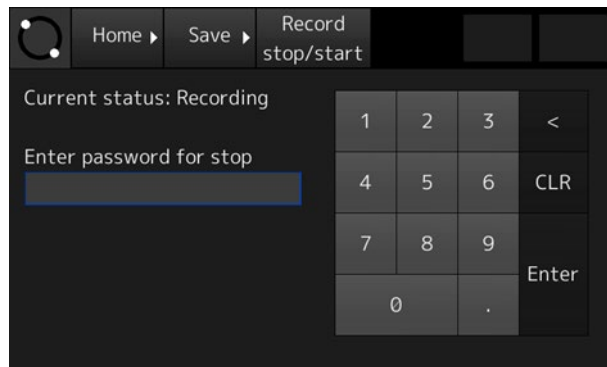 Home
Save
Record
stop/start
Current status: Recording
Enter password for stop
1 2 3 <
4 5 6 CLR
7 8 9
Enter
0 .